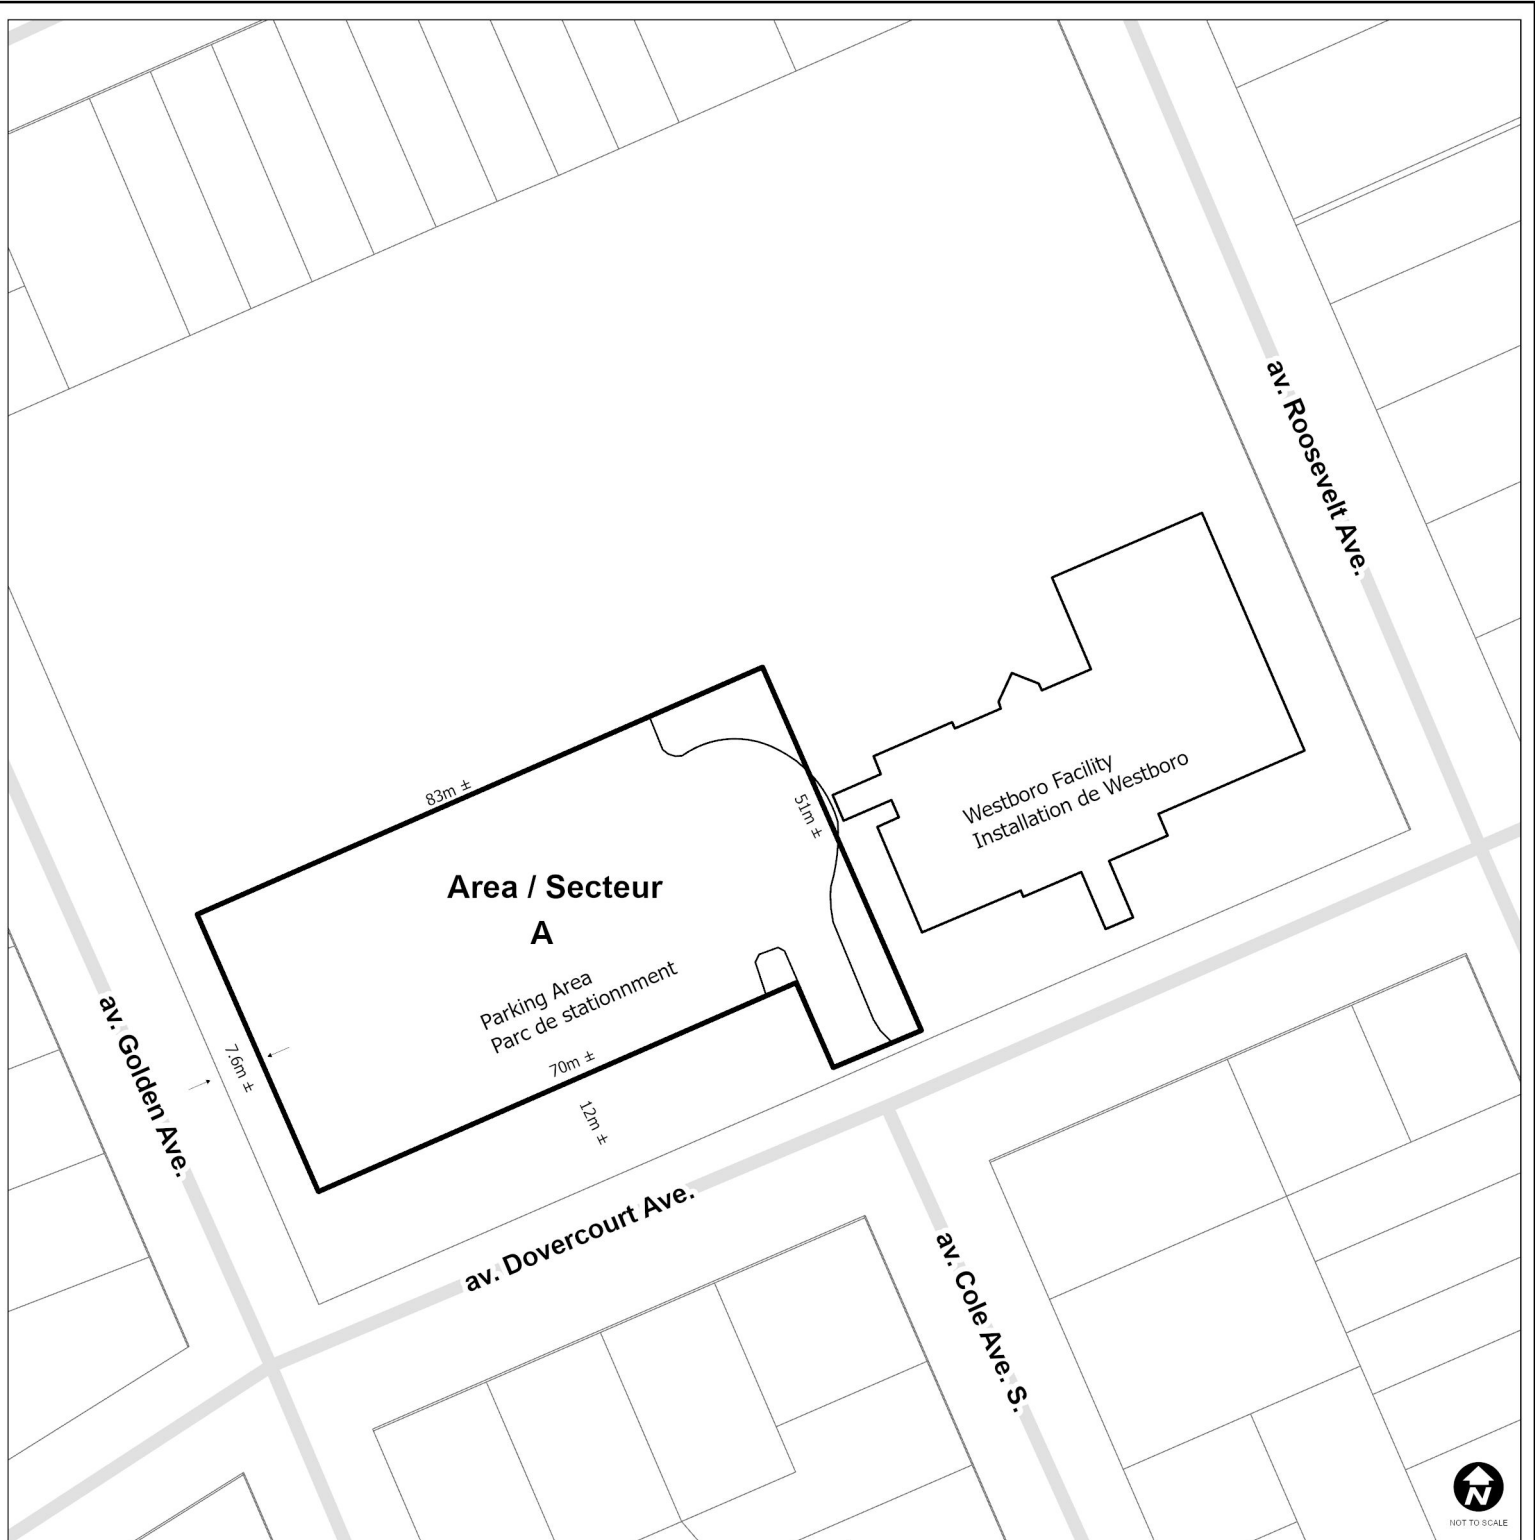 av. Roosevelt Ave.
83m ±
51m ±
Westboro Facility
Installation de Westboro
Area / Secteur
A
Parking Area
Parc de stationnment
70m ±
12m ±
7.6m ±
av. Golden Ave.
av. Dovercourt Ave.
av. Cole Ave. S.
N
NOT TO SCALE